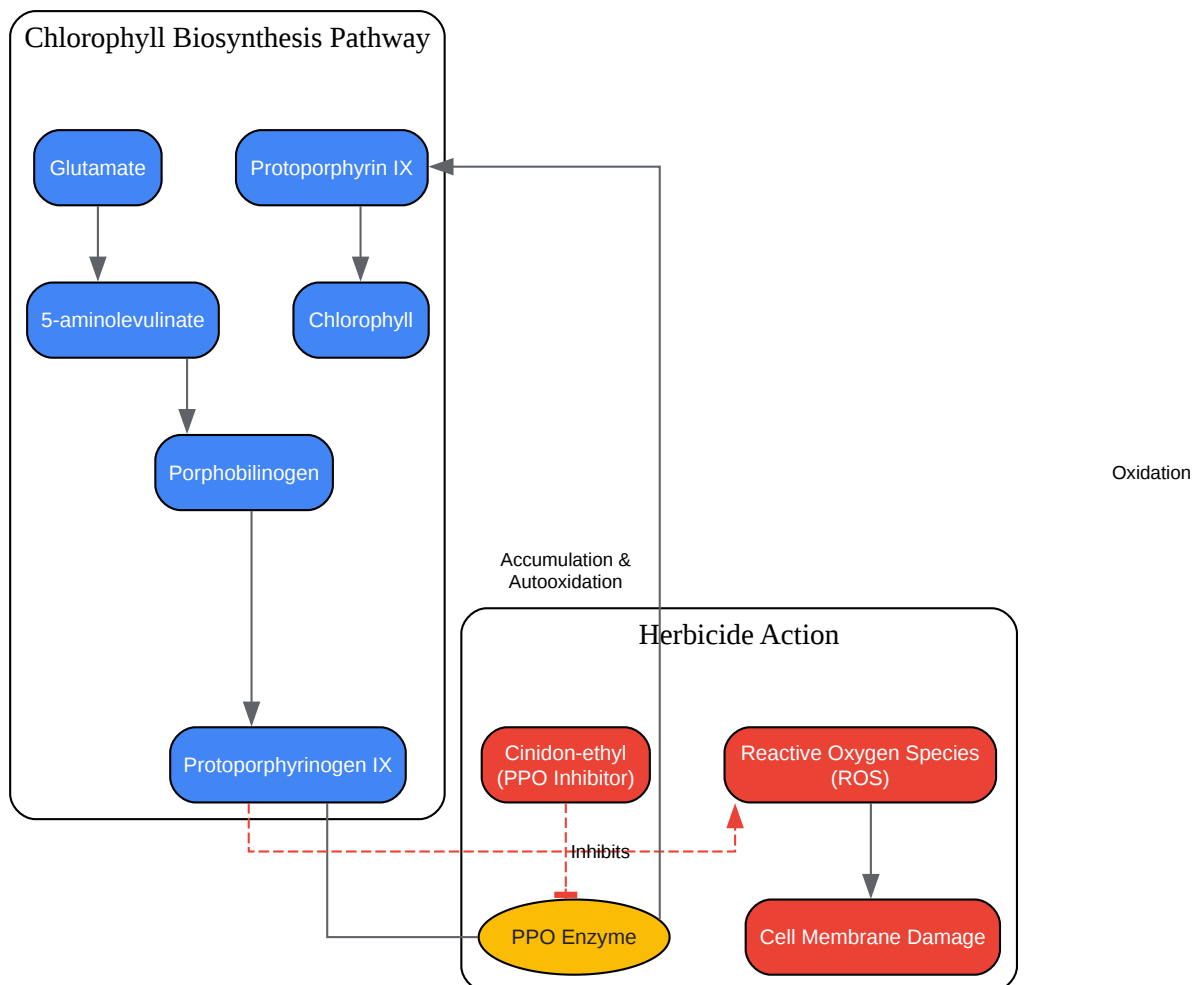 Chlorophyll Biosynthesis Pathway
Glutamate
Protoporphyrin IX
5-aminolevulinate
Chlorophyll
Porphobilinogen
Oxidation
Accumulation &
Autooxidation
Herbicide Action
Protoporphyrinogen IX
Cinidon-ethyl
(PPO Inhibitor)
Reactive Oxygen Species
(ROS)
Inhibits
PPO Enzyme
Cell Membrane Damage